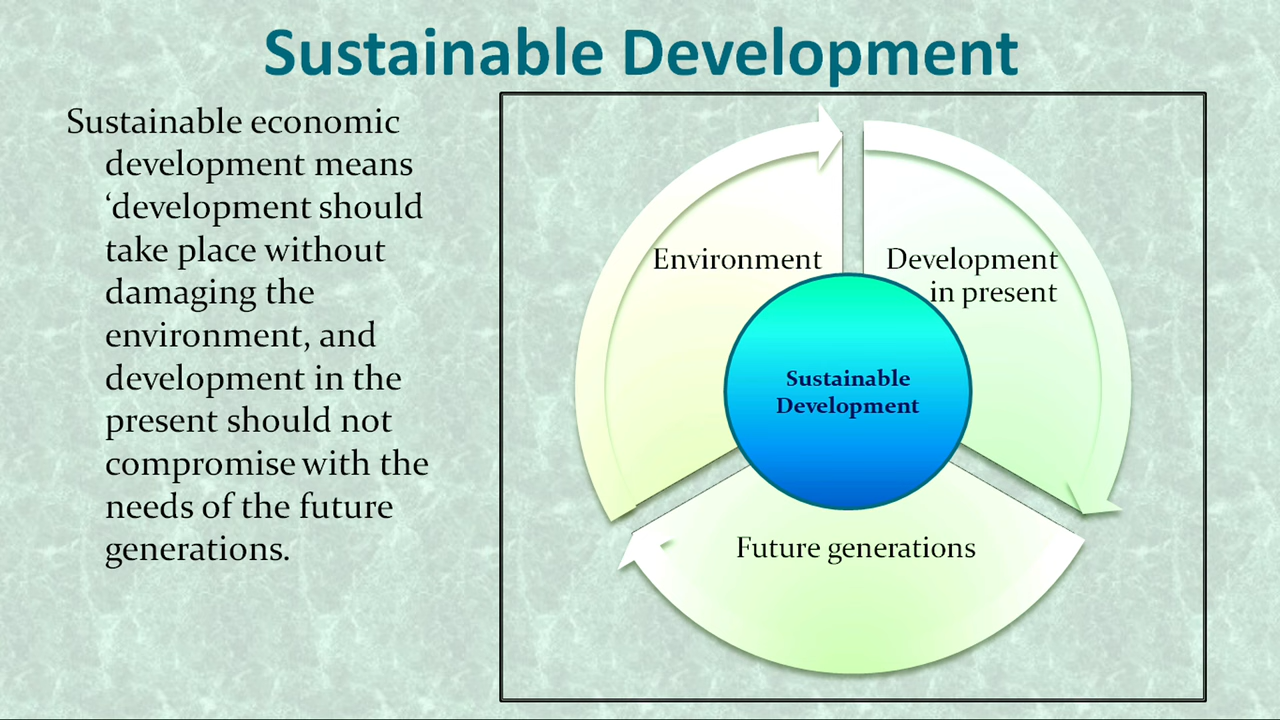 Sustainable Development
Sustainable economic
development means
‘development should
take place without
damaging the
environment, and
development in the
present should not
compromise with the
needs of the future
generations.
Environment
Development
in present
Sustainable
Development
Future generations